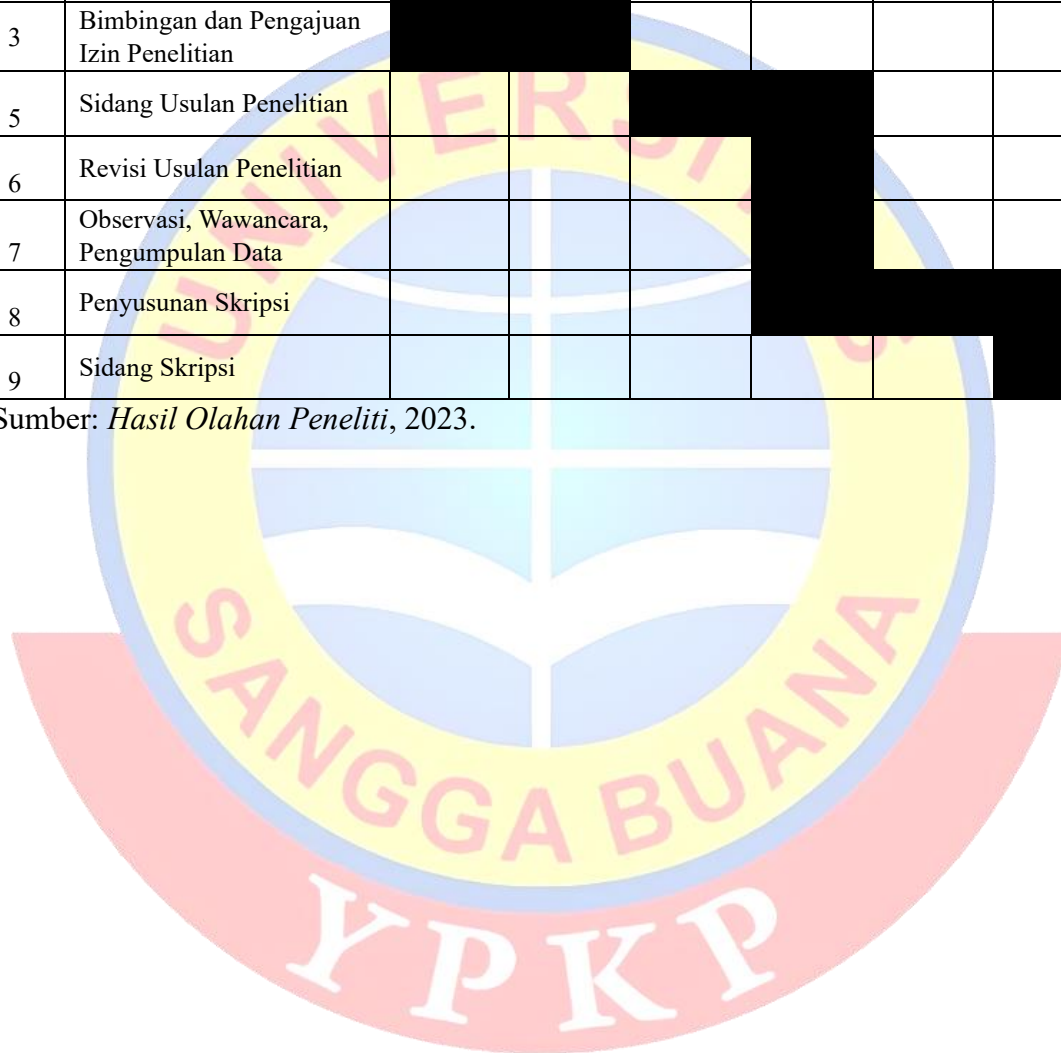 3 Bimbingan dan Pengajuan
Izin Penelitian
5 Sidang Usulan Penelitian
6 Revisi Usulan Penelitian
7 Observasi, Wawancara,
Pengumpulan Data
8 Penyusunan Skripsi
9 Sidang Skripsi
Sumber: Hasil Olahan Peneliti, 2023.
SANGGA BUANA
YPKP